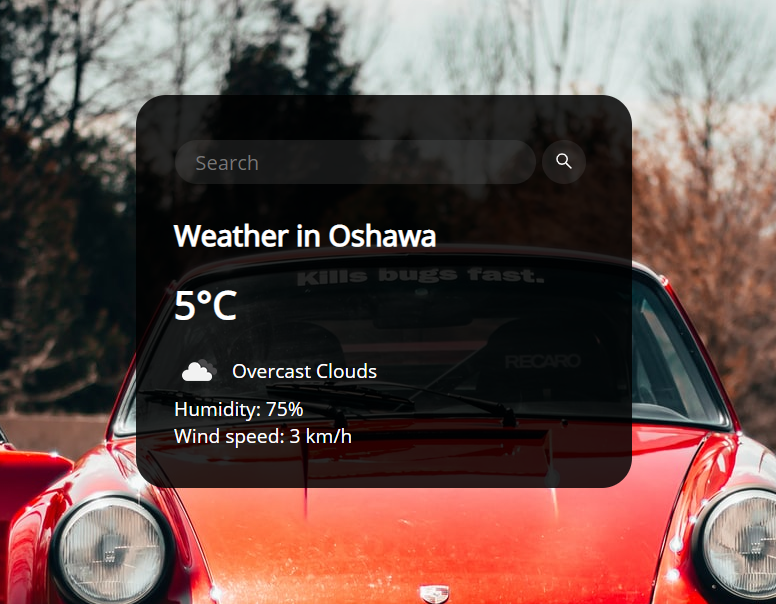 Search
Weather in Oshawa
Kills bugs fast.
5°C
RECARO
Overcast Clouds
Humidity: 75%
Wind speed: 3 km/h